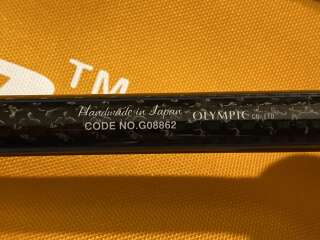 TM
Handmade in Japan
CODE NO.G08862
OLYMPIC CO.,LTD.